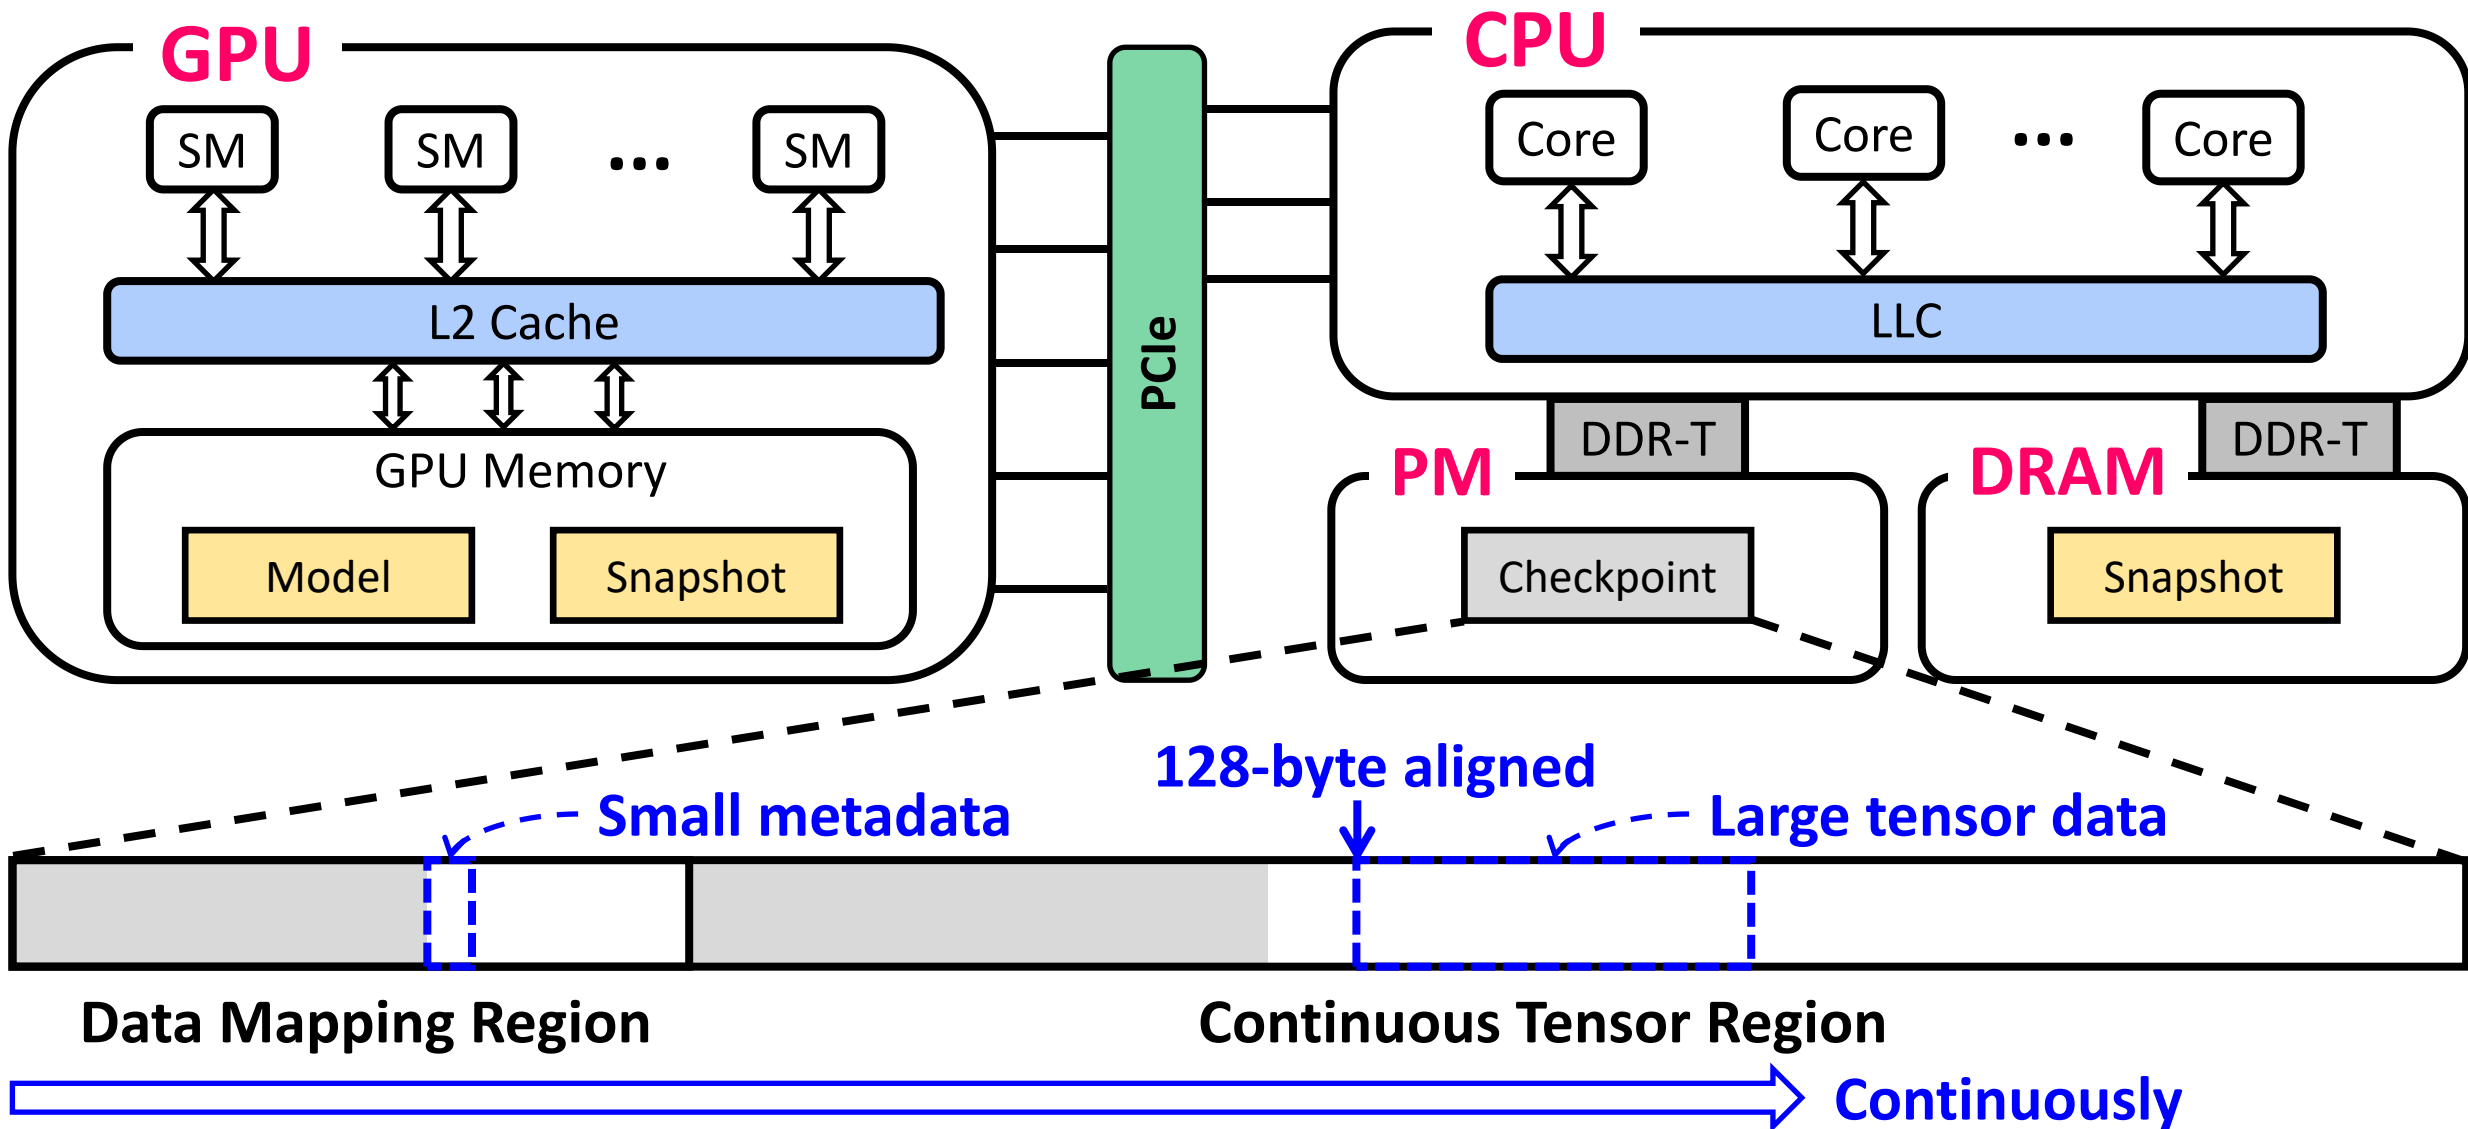 GPU
SM
SM
...
SM
L2 Cache
GPU Memory
Model
Snapshot
PCIe
CPU
Core
Core
...
Core
LLC
DDR-T
DDR-T
PM
Checkpoint
DRAM
Snapshot
128-byte aligned
Small metadata
Large tensor data
Data Mapping Region
Continuous Tensor Region
Continuously